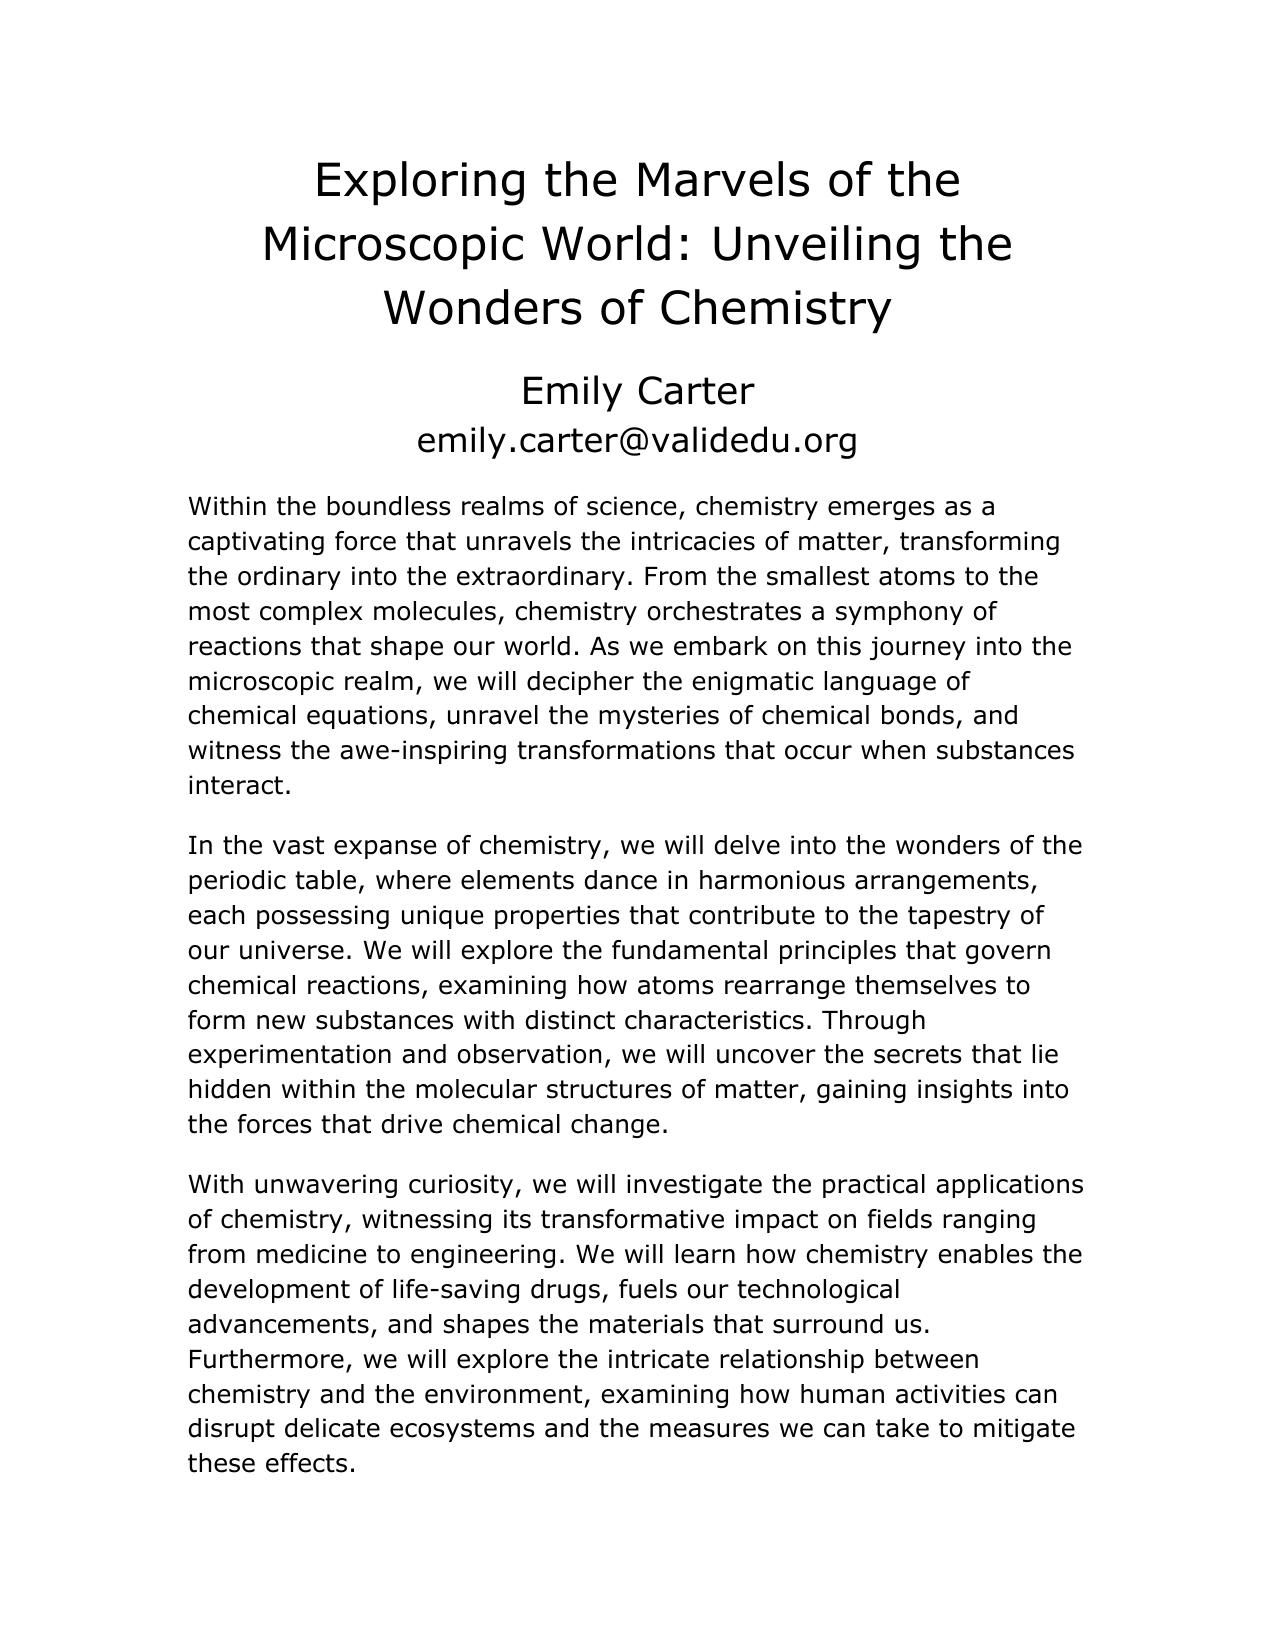 Exploring the Marvels of the
Microscopic World: Unveiling the
Wonders of Chemistry
Emily Carter
emily.carter@validedu.org
Within the boundless realms of science, chemistry emerges as a
captivating force that unravels the intricacies of matter, transforming
the ordinary into the extraordinary. From the smallest atoms to the
most complex molecules, chemistry orchestrates a symphony of
reactions that shape our world. As we embark on this journey into the
microscopic realm, we will decipher the enigmatic language of
chemical equations, unravel the mysteries of chemical bonds, and
witness the awe-inspiring transformations that occur when substances
interact.
In the vast expanse of chemistry, we will delve into the wonders of the
periodic table, where elements dance in harmonious arrangements,
each possessing unique properties that contribute to the tapestry of
our universe. We will explore the fundamental principles that govern
chemical reactions, examining how atoms rearrange themselves to
form new substances with distinct characteristics. Through
experimentation and observation, we will uncover the secrets that lie
hidden within the molecular structures of matter, gaining insights into
the forces that drive chemical change.
With unwavering curiosity, we will investigate the practical applications
of chemistry, witnessing its transformative impact on fields ranging
from medicine to engineering. We will learn how chemistry enables the
development of life-saving drugs, fuels our technological
advancements, and shapes the materials that surround us.
Furthermore, we will explore the intricate relationship between
chemistry and the environment, examining how human activities can
disrupt delicate ecosystems and the measures we can take to mitigate
these effects.